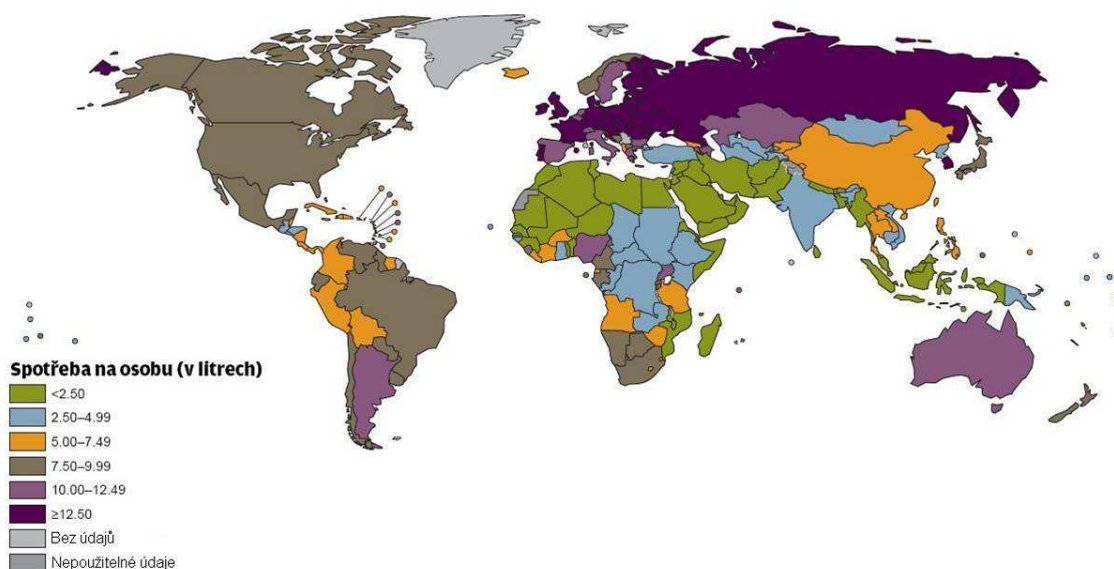 Spotřeba na osobu (v litrech)
<2.50
2.50–4.99
5.00–7.49
7.50–9.99
10.00–12.49
≥12.50
Bez údajů
Nepoužitelné údaje